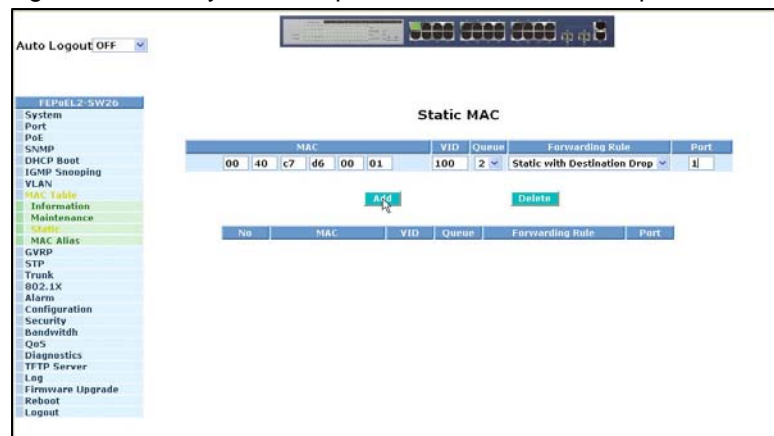 Auto Logout OFF
FEPoEL2-SW26
System
Port
PoE
SNMP
DHCP Boot
IGMP Snooping
VLAN
MAC Table
Information
Maintenance
Static
MAC Alias
GVRP
STP
Trunk
802.1X
Alarm
Configuration
Security
Bandwitdh
QoS
Diagnostics
TFTP Server
Log
Firmware Upgrade
Reboot
Logout
Static MAC
MAC VID Queue Forwarding Rule Port
00 40 c7 d6 00 01 100 2 Static with Destination Drop 1
Add Delete
No MAC VID Queue Forwarding Rule Port